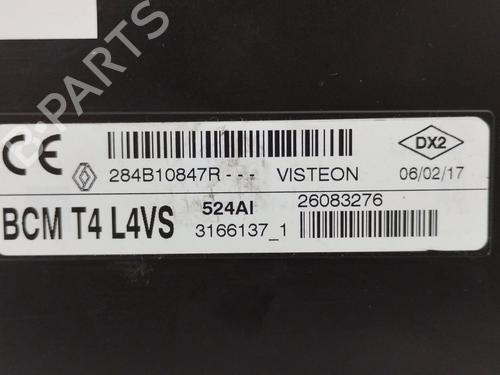 B-PARTS
CE DX2
284B10847R--- VISTEON 06/02/17
BCM T4 L4VS 524AI 26083276
3166137_1